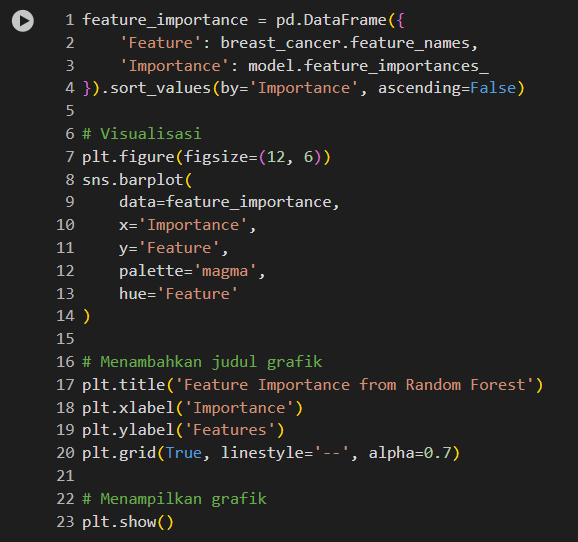 1 feature_importance = pd.DataFrame({
2     'Feature': breast_cancer.feature_names,
3     'Importance': model.feature_importances_
4 }).sort_values(by='Importance', ascending=False)
5
6 # Visualisasi
7 plt.figure(figsize=(12, 6))
8 sns.barplot(
9     data=feature_importance,
10     x='Importance',
11     y='Feature',
12     palette='magma',
13     hue='Feature'
14 )
15
16 # Menambahkan judul grafik
17 plt.title('Feature Importance from Random Forest')
18 plt.xlabel('Importance')
19 plt.ylabel('Features')
20 plt.grid(True, linestyle='--', alpha=0.7)
21
22 # Menampilkan grafik
23 plt.show()